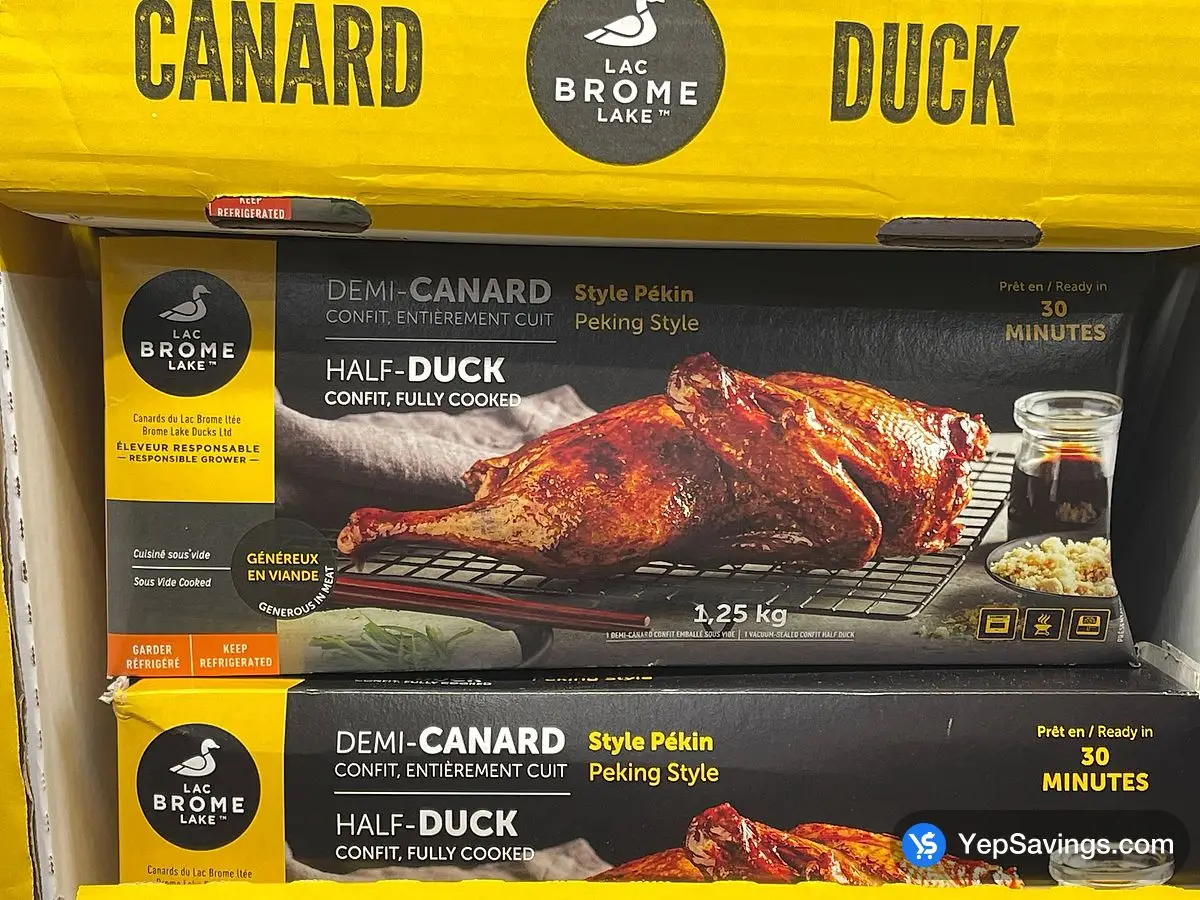 CANARD
LAC
BROME
LAKE™
DUCK
KEEP
REFRIGERATED
LAC
BROME
LAKE™
Canards du Lac Brome ltée
Brome Lake Ducks Ltd
ÉLEVEUR RESPONSABLE
— RESPONSIBLE GROWER —
Cuisiné sous vide
Sous Vide Cooked
GÉNÉREUX
EN VIANDE
GENEROUS IN MEAT
GARDER
RÉFRIGÉRÉ
KEEP
REFRIGERATED
DEMI-CANARD
CONFIT, ENTIÈREMENT CUIT
Style Pékin
Peking Style
HALF-DUCK
CONFIT, FULLY COOKED
Prêt en / Ready in
30
MINUTES
1,25 kg
1 DEMI-CANARD CONFIT EMBALLÉ SOUS VIDE | 1 VACUUM-SEALED CONFIT HALF DUCK
CONFIT, FULLY COOKED
Peking Style
LAC
BROME
LAKE™
Canards du Lac Brome ltée
DEMI-CANARD
CONFIT, ENTIÈREMENT CUIT
Style Pékin
Peking Style
HALF-DUCK
CONFIT, FULLY COOKED
Prêt en / Ready in
30
MINUTES
YepSavings.com